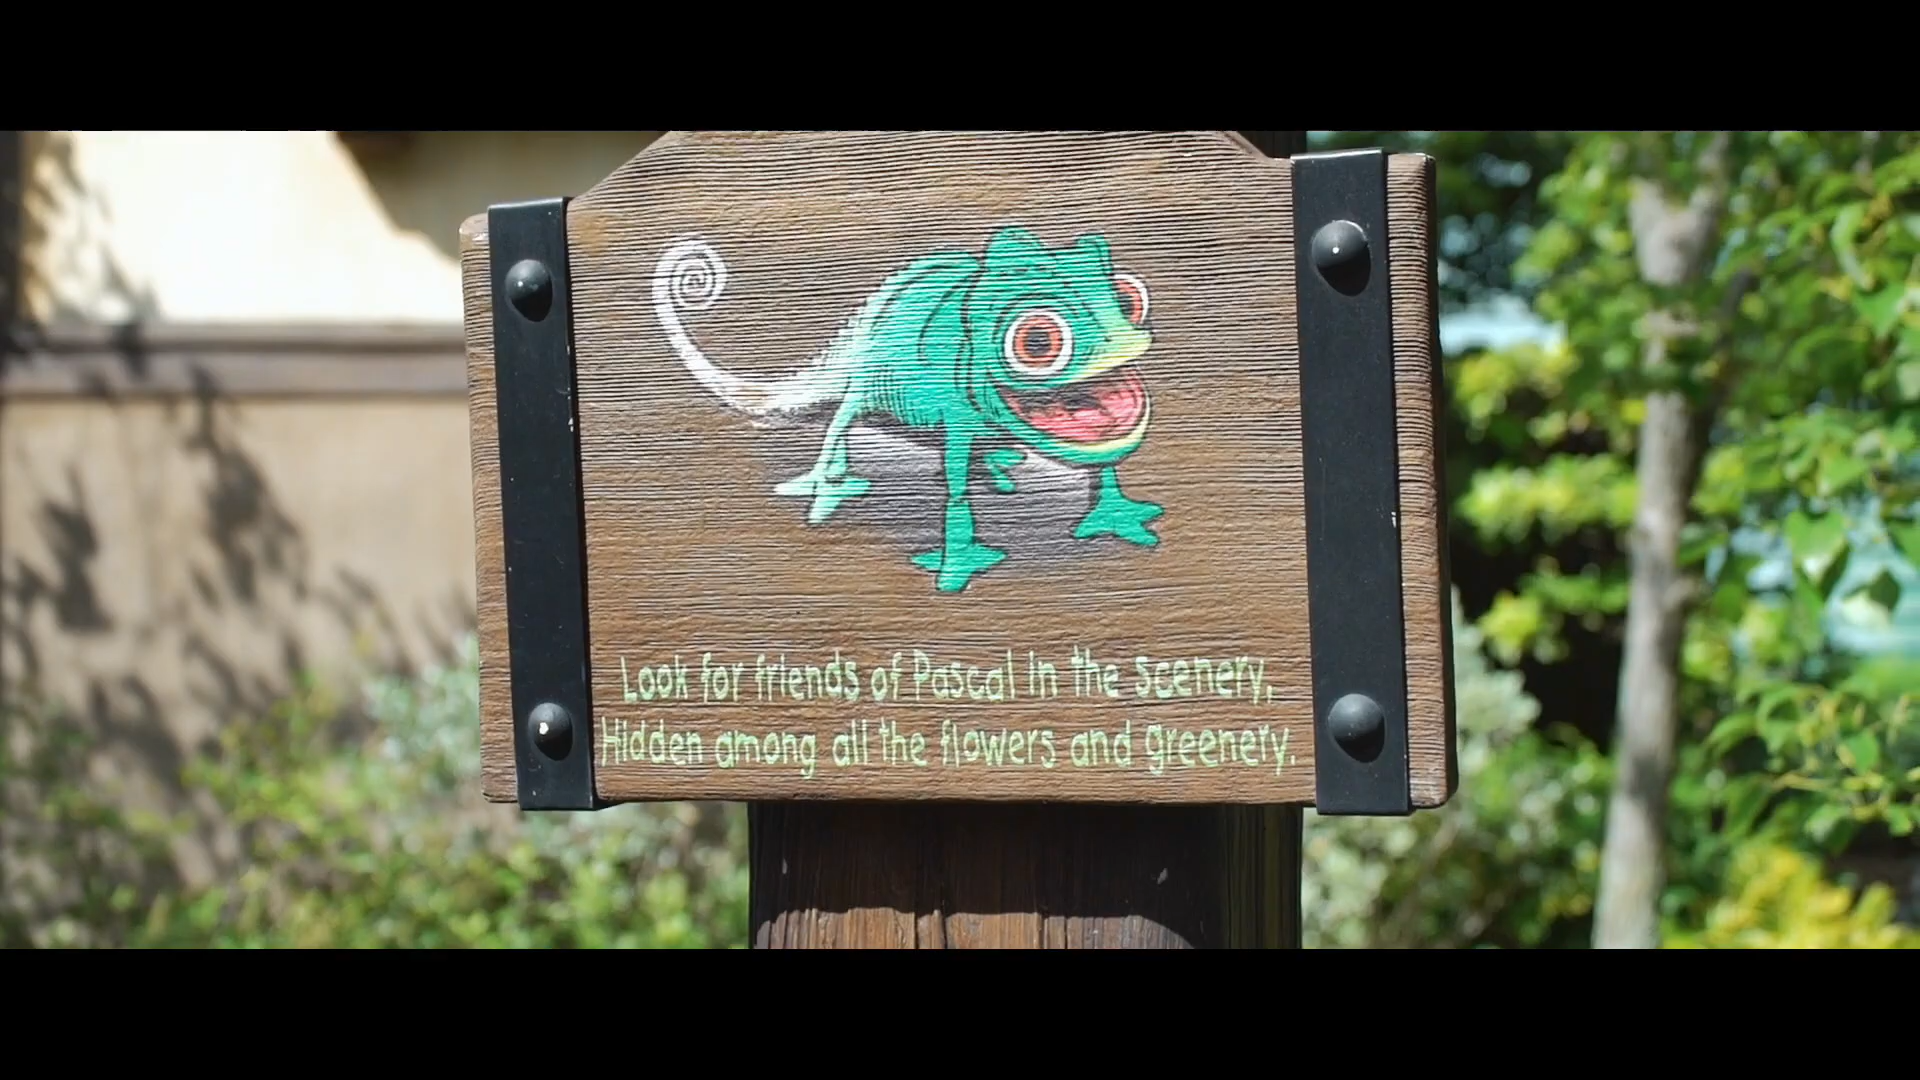 Look for friends of Pascal in the scenery,
Hidden among all the flowers and greenery.